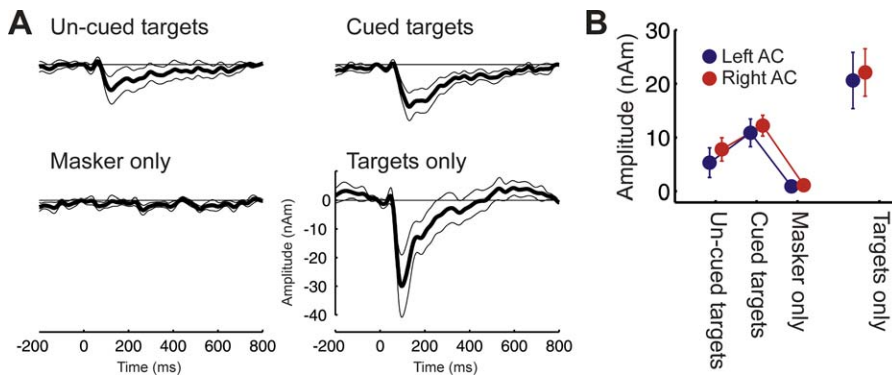 A
Un-cued targets
Cued targets
Masker only
Targets only
Amplitude (nAm)
0
-10
-20
-30
-40
-200 0 200 400 600 800
Time (ms)
-200 0 200 400 600 800
Time (ms)
B
Amplitude (nAm)
30
20
10
0
Left AC
Right AC
Un-cued targets
Cued targets
Masker only
Targets only